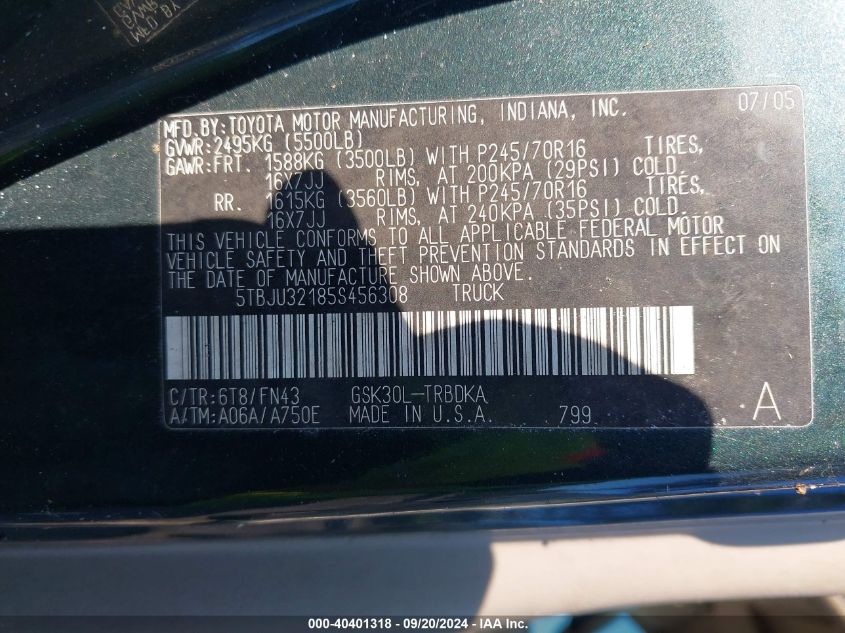 MFD. BY: TOYOTA MOTOR MANUFACTURING, INDIANA, INC. 07/05
GVWR: 2495KG (5500LB)
GAWR: FRT. 1588KG (3500LB) WITH P245/70R16 TIRES,
16X7JJ RIMS, AT 200KPA (29PSI) COLD.
RR. 1615KG (3560LB) WITH P245/70R16 TIRES,
16X7JJ RIMS, AT 240KPA (35PSI) COLD.
THIS VEHICLE CONFORMS TO ALL APPLICABLE FEDERAL MOTOR
VEHICLE SAFETY AND THEFT PREVENTION STANDARDS IN EFFECT ON
THE DATE OF MANUFACTURE SHOWN ABOVE.
5TBJU32185S456308 TRUCK
C/TR: 6T8/FN43 GSK30L-TRBDKA
A/TM: A06A/A750E MADE IN U.S.A. 799 A
000-40401318 - 09/20/2024 - IAA Inc.